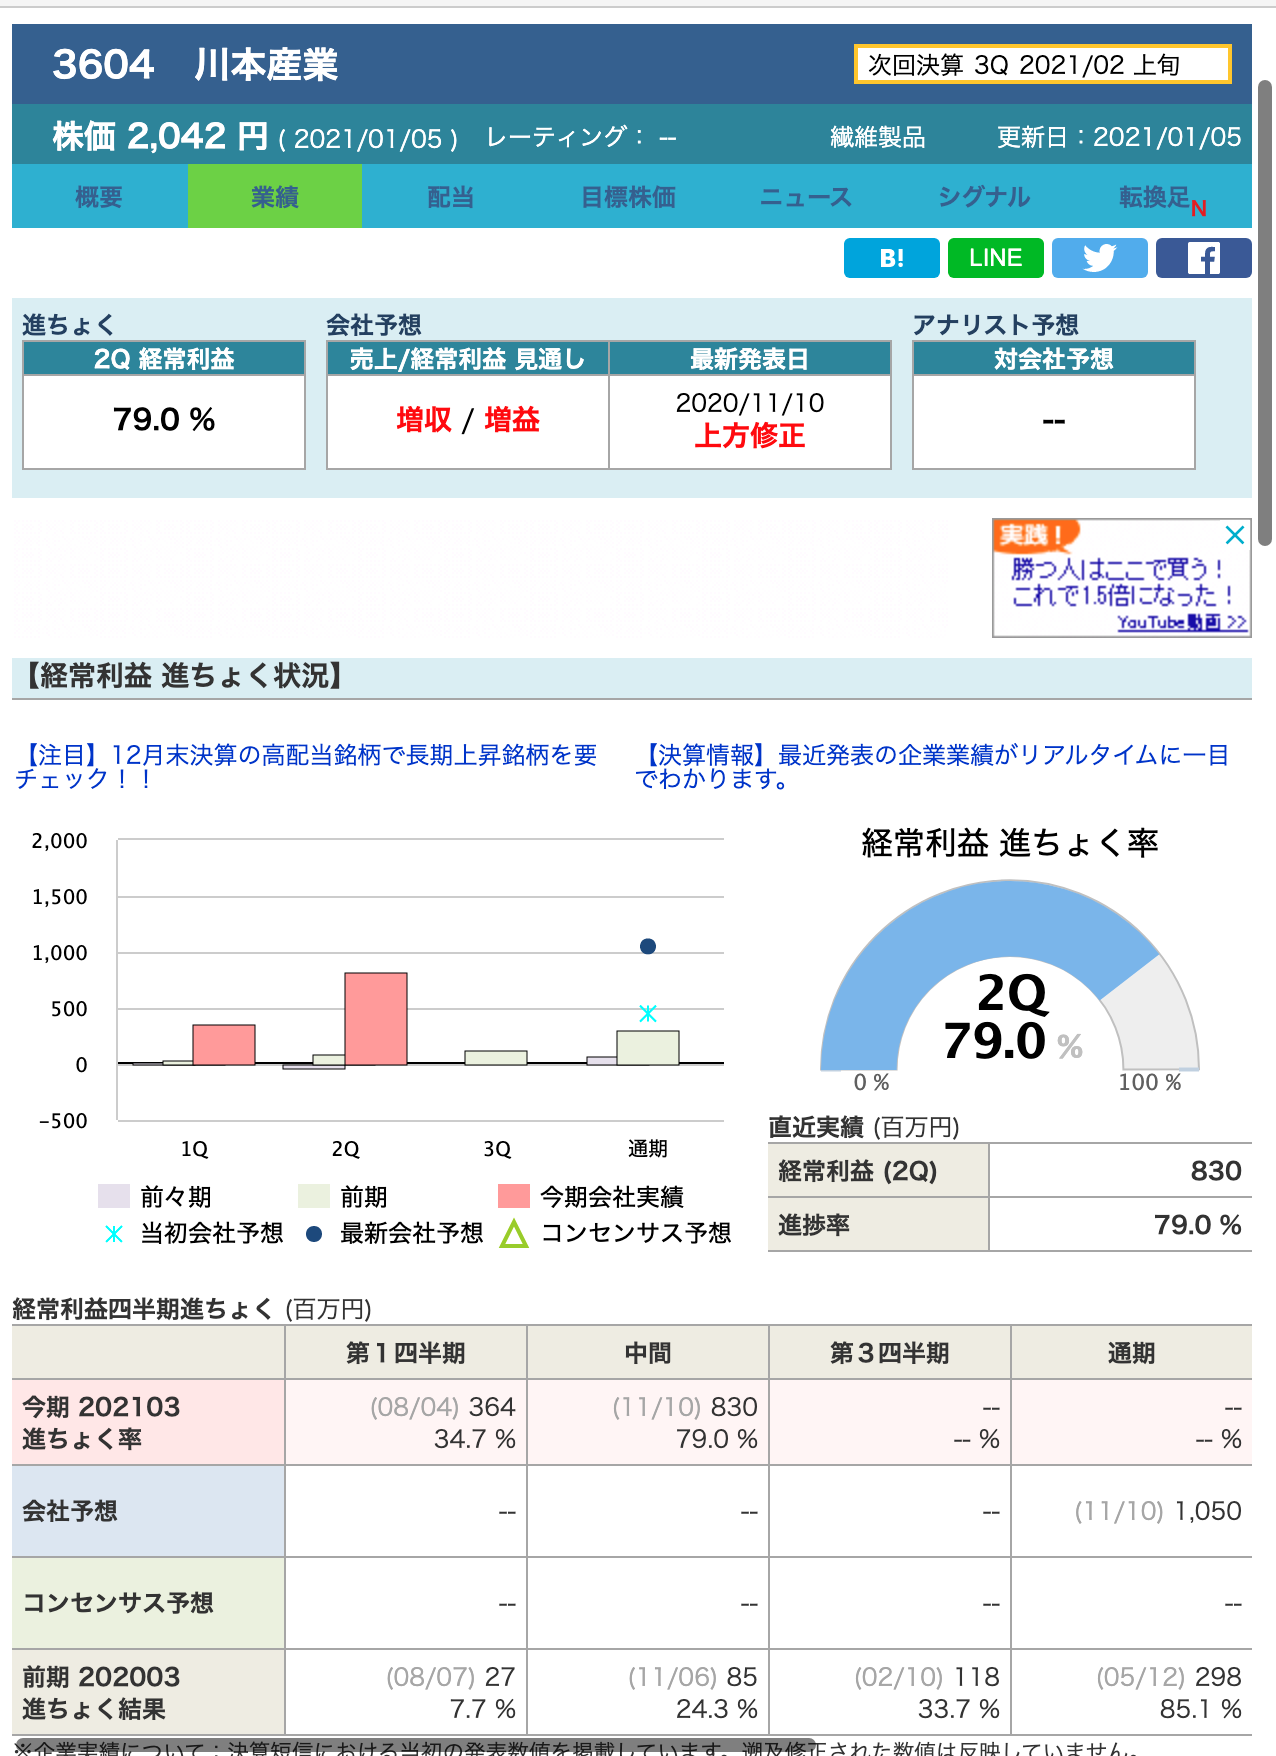 3604 川本産業
次回決算 3Q 2021/02 上旬
株価 2,042 円 ( 2021/01/05 ) レーティング： -- 繊維製品 更新日：2021/01/05
概要 業績 配当 目標株価 ニュース シグナル 転換足N
B! LINE
進ちょく 会社予想 アナリスト予想
2Q 経常利益 売上/経常利益 見通し 最新発表日 対会社予想
79.0 % 増収 / 増益 2020/11/10 --
上方修正
実践！
勝つ人はここで買う！
これで1.5倍になった！
YouTube動画 >>
【経常利益 進ちょく状況】
【注目】12月末決算の高配当銘柄で長期上昇銘柄を要
チェック！！
【決算情報】最近発表の企業業績がリアルタイムに一目
でわかります。
2,000
1,500
1,000
500
0
-500
1Q 2Q 3Q 通期
前々期 前期 今期会社実績
当初会社予想 最新会社予想 コンセンサス予想
経常利益 進ちょく率
2Q
79.0 %
0 % 100 %
直近実績 (百万円)
経常利益 (2Q) 830
進捗率 79.0 %
経常利益四半期進ちょく (百万円)
第１四半期 中間 第３四半期 通期
今期 202103 (08/04) 364 (11/10) 830 -- --
進ちょく率 34.7 % 79.0 % -- % -- %
会社予想 -- -- -- (11/10) 1,050
コンセンサス予想 -- -- -- --
前期 202003 (08/07) 27 (11/06) 85 (02/10) 118 (05/12) 298
進ちょく結果 7.7 % 24.3 % 33.7 % 85.1 %
※企業実績について：決算短信における当初の発表数値を掲載しています。遡及修正された数値は反映していません。